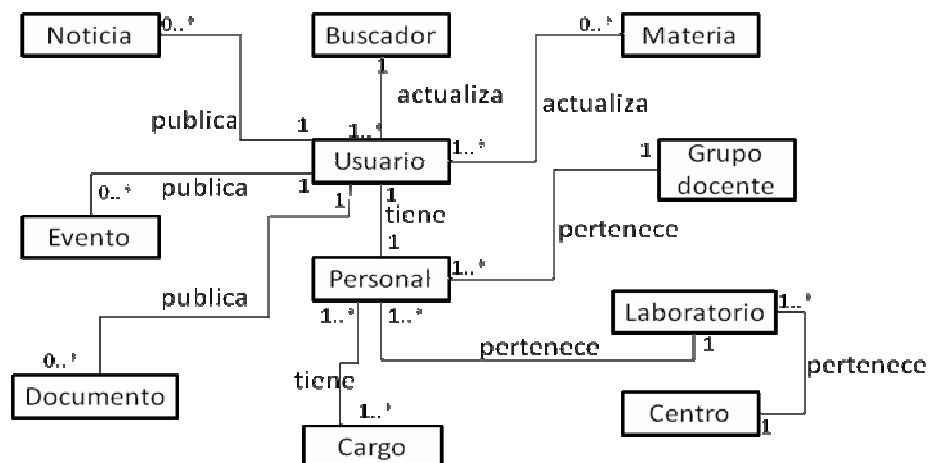 Noticia
0..*
Buscador
1
0..*
Materia
actualiza
actualiza
publica
1
1..*
1..*
Usuario
1
Grupo
docente
0..*
publica
1
1
1
tiene
pertenece
Evento
1
Personal
1..*
publica
1..*
1..*
Laboratorio
1..*
pertenece
1
pertenece
0..*
tiene
Documento
1..*
Centro
1
Cargo